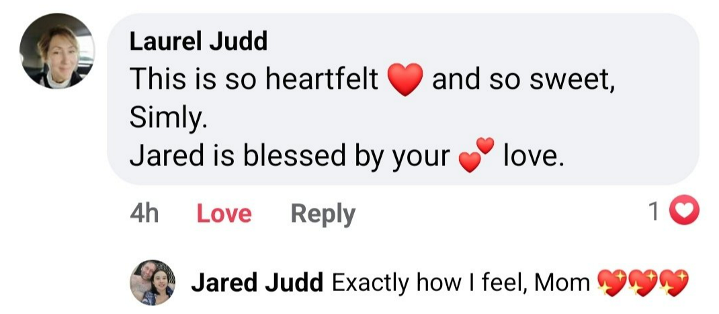 Laurel Judd
This is so heartfelt ❤️ and so sweet,
Simly.
Jared is blessed by your 💕 love.
4h Love Reply 1
Jared Judd Exactly how I feel, Mom 💖💖💖